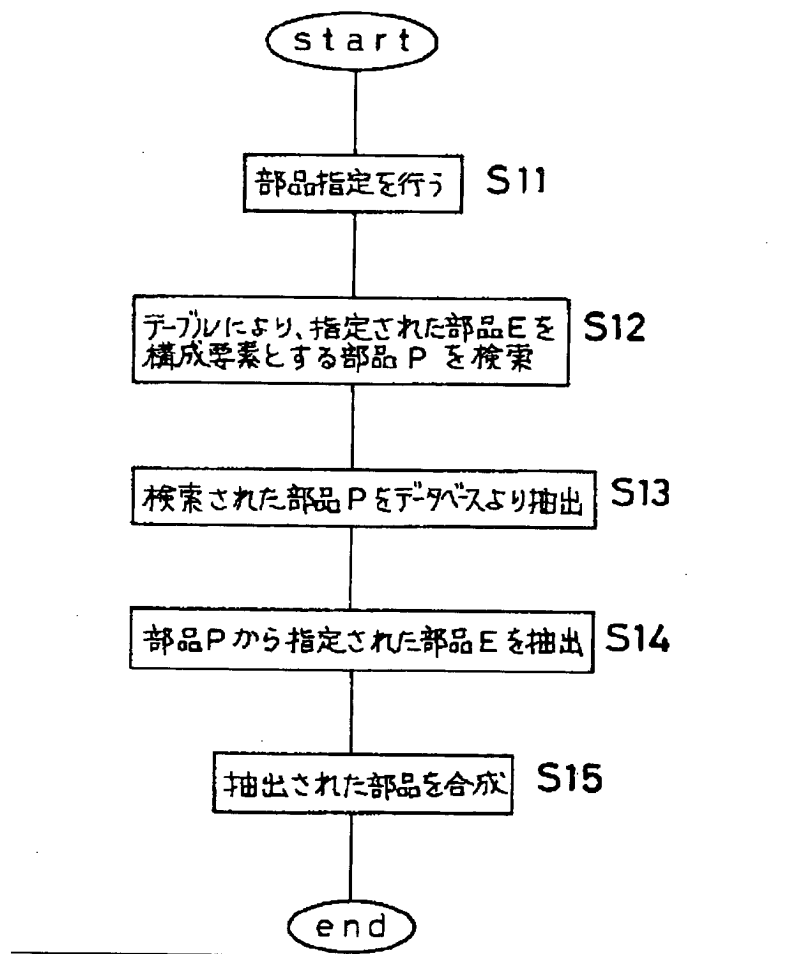 start
部品指定を行う S11
テーブルにより、指定された部品Eを S12
構成要素とする部品Pを検索
検索された部品Pをデータベースより抽出 S13
部品Pから指定された部品Eを抽出 S14
抽出された部品を合成 S15
end